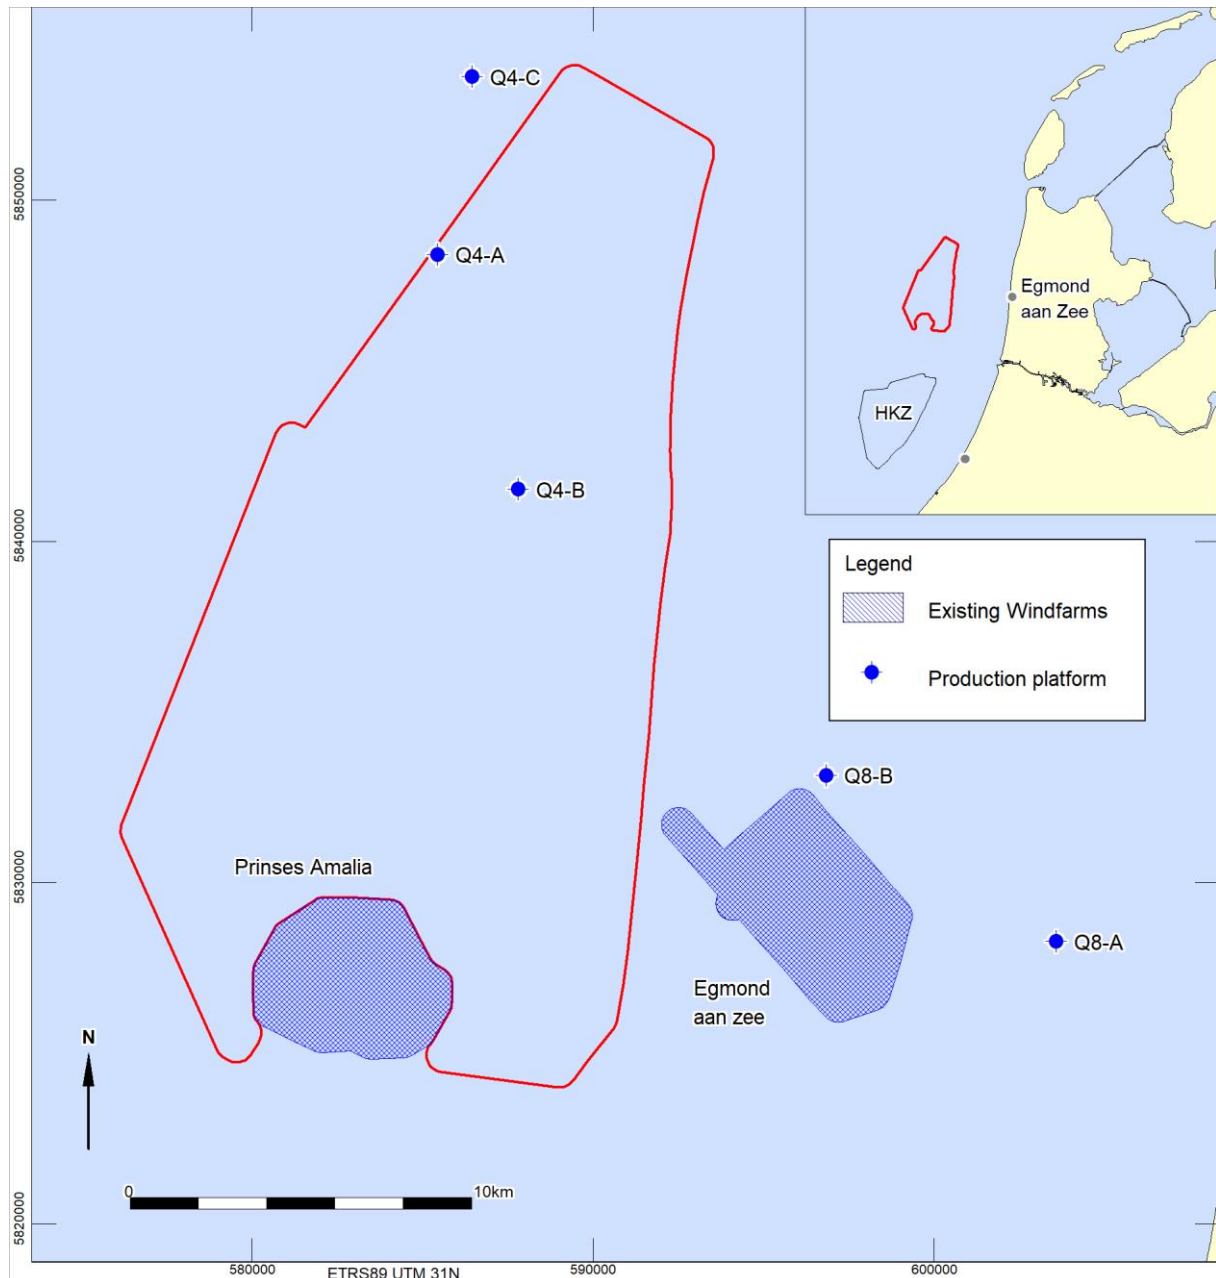 Q4-C
5850000
Q4-A
Egmond
aan Zee
HKZ
Q4-B
5840000
Legend
Existing Windfarms
Production platform
Q8-B
Prinses Amalia
5830000
Q8-A
Egmond
aan zee
N
0
10km
5820000
580000
590000
600000
ETRS89 UTM 31N